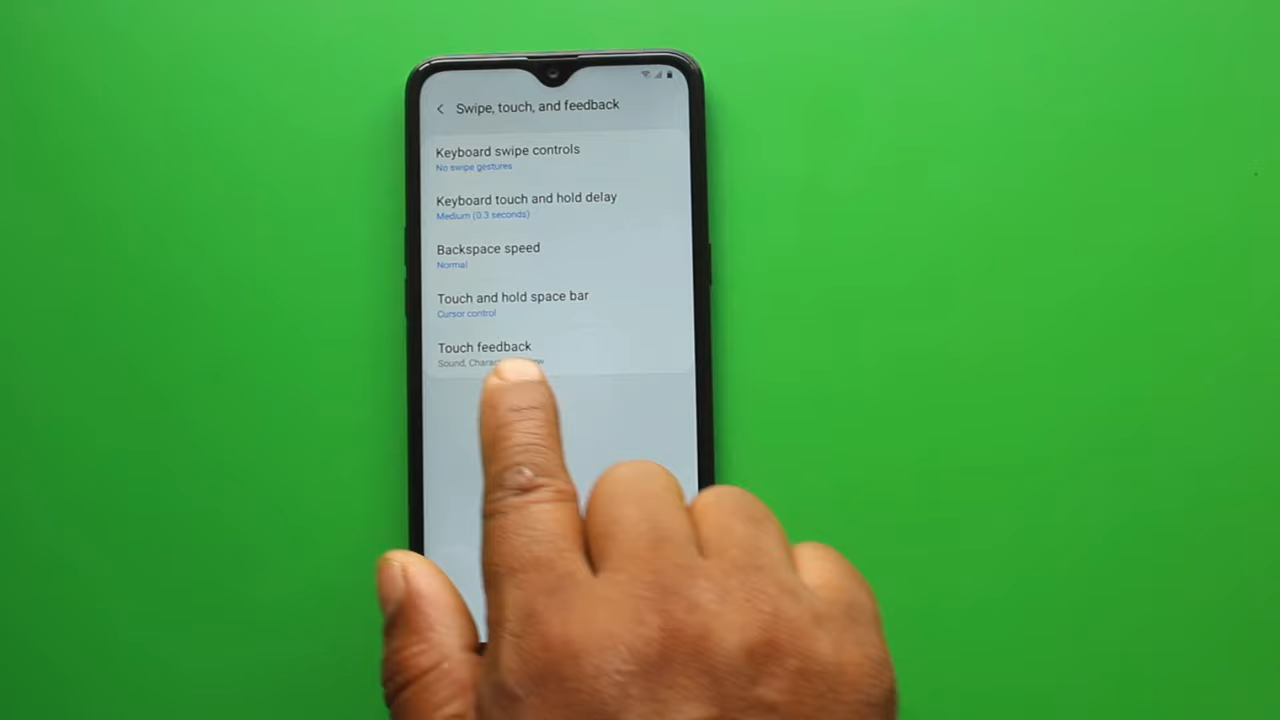 Swipe, touch, and feedback
Keyboard swipe controls
No swipe gestures
Keyboard touch and hold delay
Medium (0.3 seconds)
Backspace speed
Normal
Touch and hold space bar
Cursor control
Touch feedback
Sound,